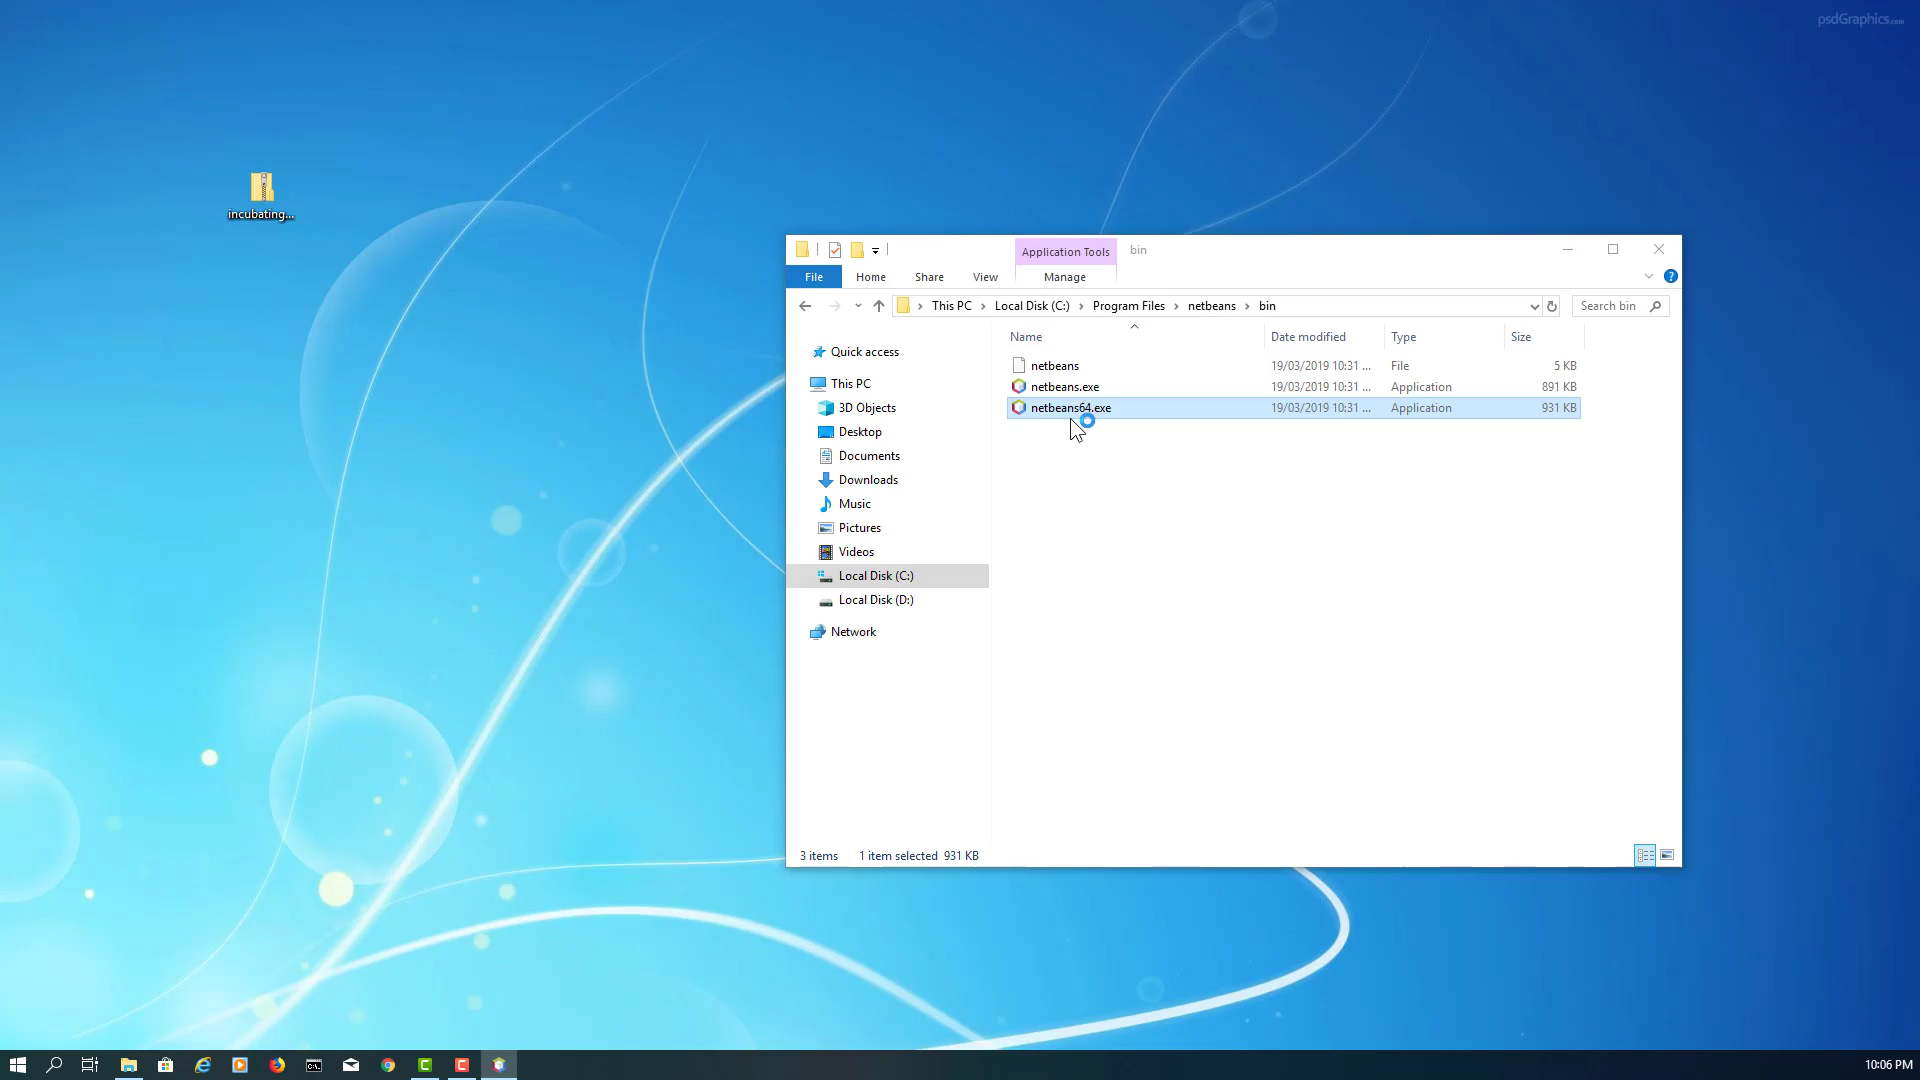 psdGraphics.com
incubating...
Application Tools
bin
File
Home
Share
View
Manage
This PC
Local Disk (C:)
Program Files
netbeans
bin
Search bin
Name
Date modified
Type
Size
netbeans
19/03/2019 10:31 ...
File
5 KB
netbeans.exe
19/03/2019 10:31 ...
Application
891 KB
netbeans64.exe
19/03/2019 10:31 ...
Application
931 KB
Quick access
This PC
3D Objects
Desktop
Documents
Downloads
Music
Pictures
Videos
Local Disk (C:)
Local Disk (D:)
Network
3 items
1 item selected 931 KB
10:06 PM